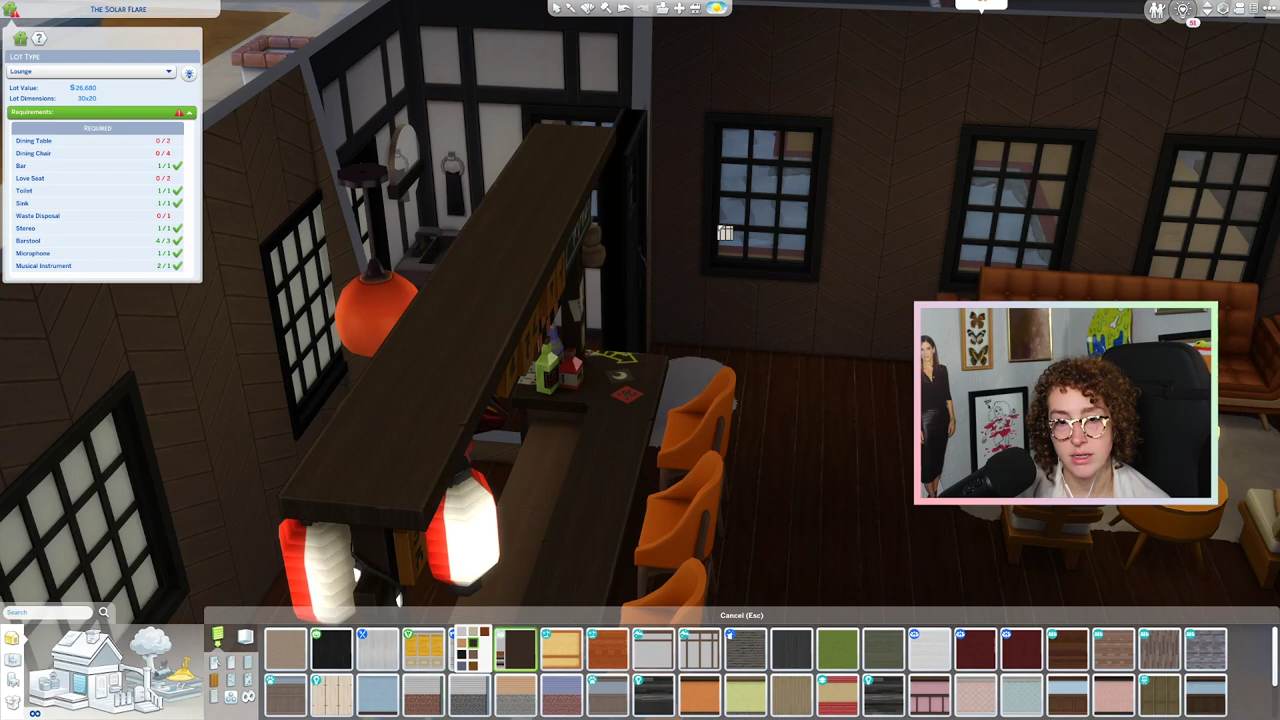 THE SOLAR FLARE
LOT TYPE
Lounge
Lot Value: $26,680
Lot Dimensions: 30x20
Requirements:
REQUIRED
Dining Table 0 / 2
Dining Chair 0 / 4
Bar 1 / 1
Love Seat 0 / 2
Toilet 1 / 1
Sink 1 / 1
Waste Disposal 0 / 1
Stereo 1 / 1
Barstool 4 / 3
Microphone 1 / 1
Musical Instrument 2 / 1
51
Cancel (Esc)
Search